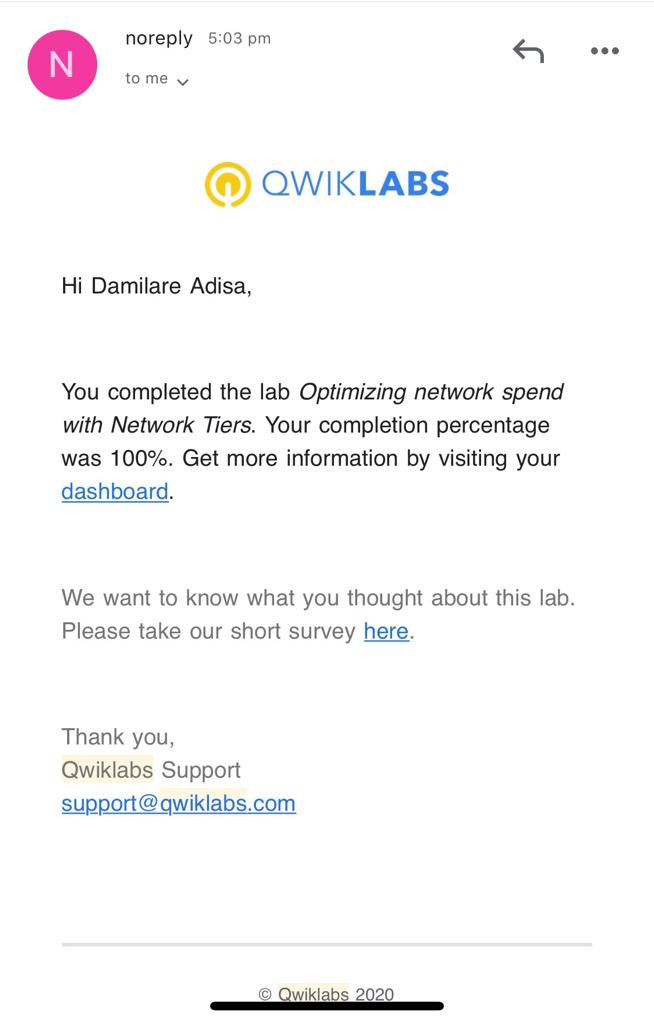 N
noreply 5:03 pm
to me
QWIKLABS
Hi Damilare Adisa,
You completed the lab Optimizing network spend
with Network Tiers. Your completion percentage
was 100%. Get more information by visiting your
dashboard.
We want to know what you thought about this lab.
Please take our short survey here.
Thank you,
Qwiklabs Support
support@qwiklabs.com
© Qwiklabs 2020